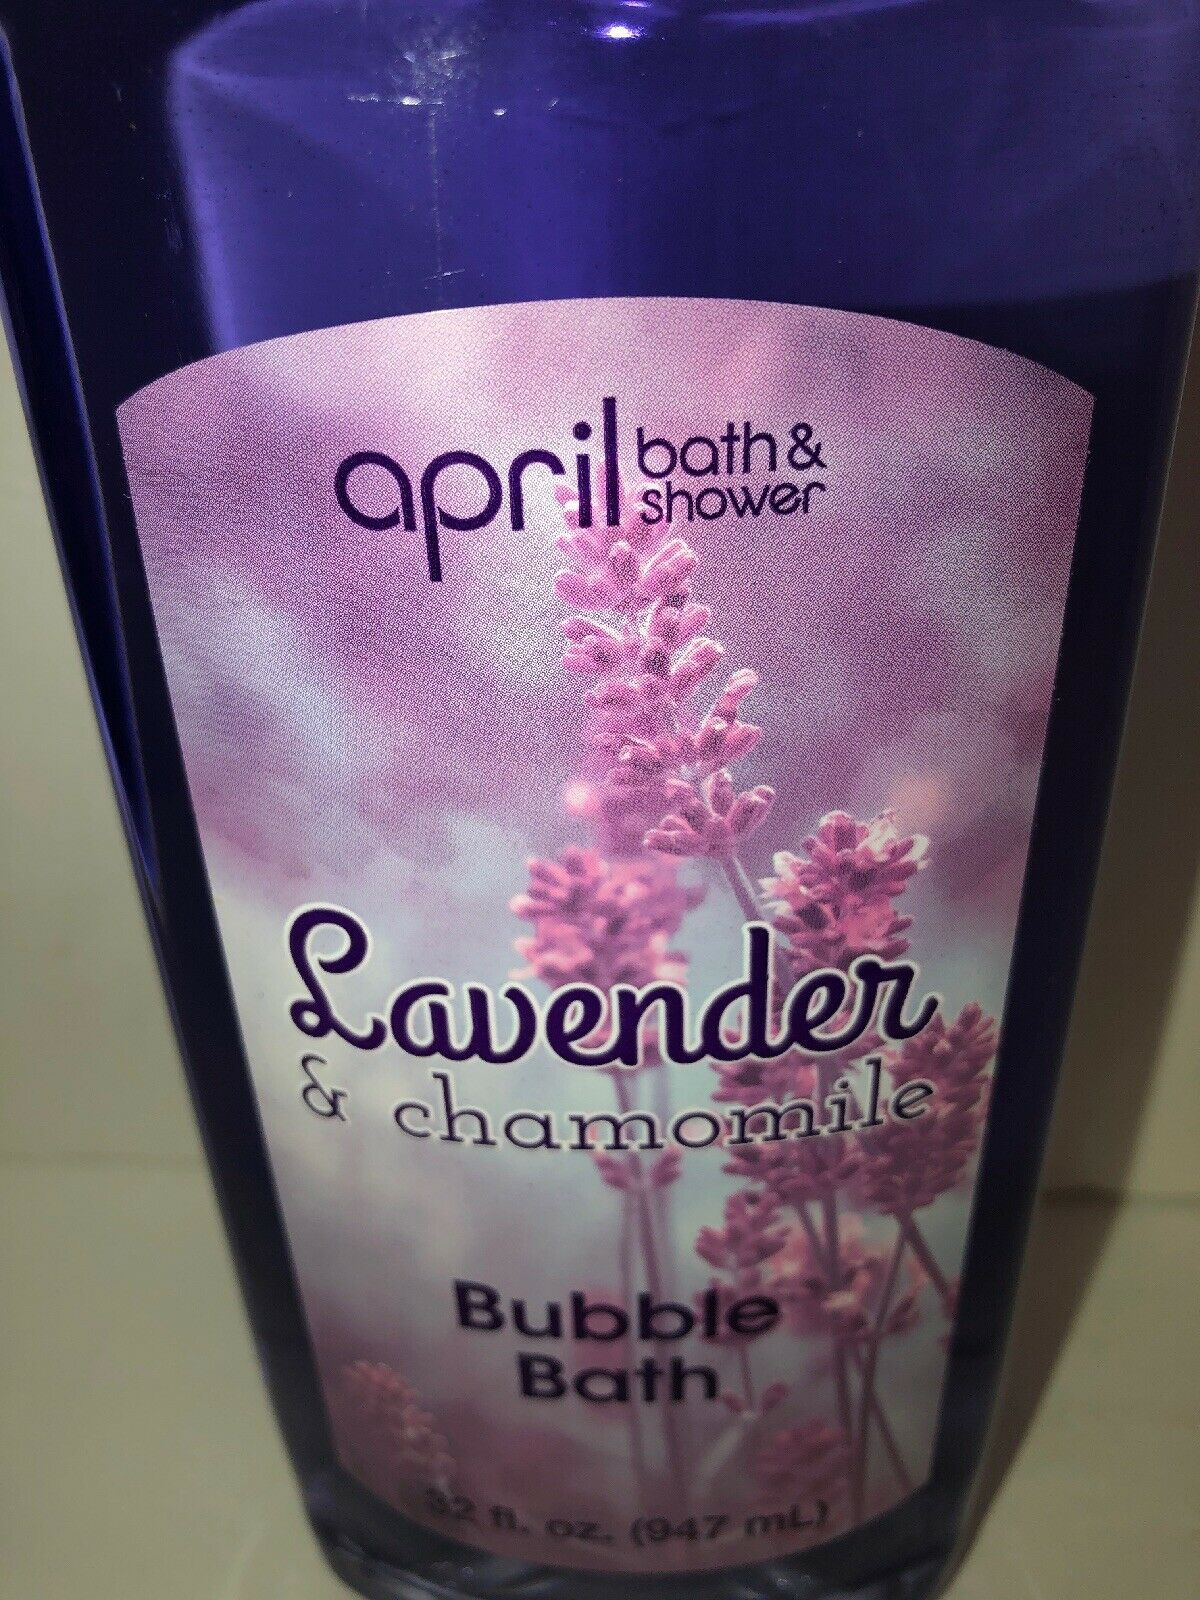 april bath &
shower
Lavender
& chamomile
Bubble
Bath
32 fl. oz. (947 mL)